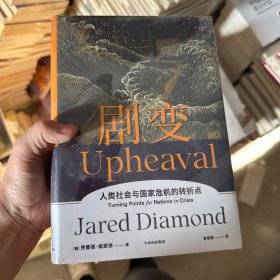 剧变
Upheaval
人类社会与国家危机的转折点
Turning Points for Nations in Crisis
Jared Diamond
[美] 贾雷德·戴蒙德 著
中信出版集团